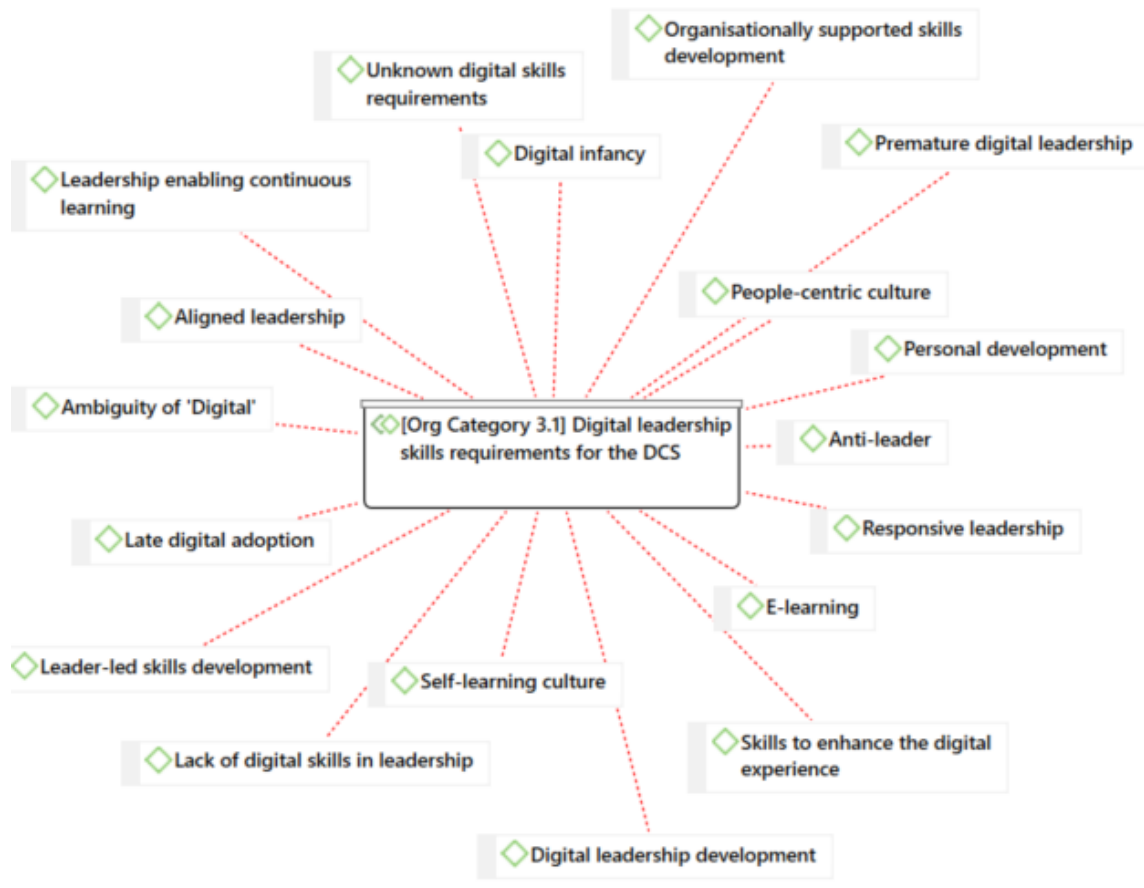 Organisationally supported skills
development
Unknown digital skills
requirements
Premature digital leadership
Digital infancy
Leadership enabling continuous
learning
People-centric culture
Aligned leadership
Personal development
Ambiguity of 'Digital'
[Org Category 3.1] Digital leadership
skills requirements for the DCS
Anti-leader
Responsive leadership
Late digital adoption
E-learning
Leader-led skills development
Self-learning culture
Skills to enhance the digital
experience
Lack of digital skills in leadership
Digital leadership development